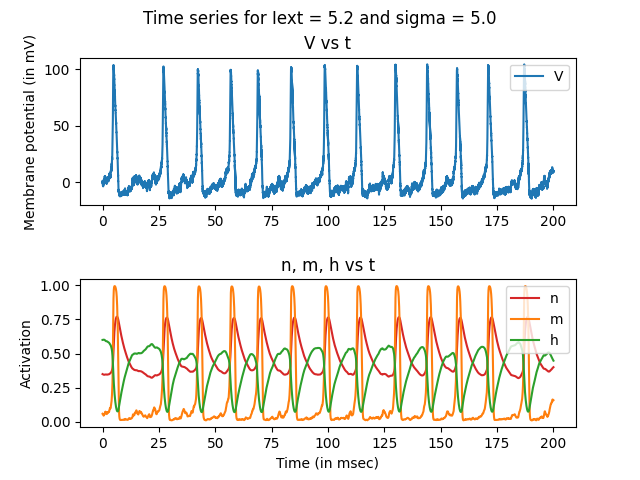 Time series for Iext = 5.2 and sigma = 5.0
V vs t
Membrane potential (in mV)
100
50
0
V
0 25 50 75 100 125 150 175 200
n, m, h vs t
Activation
1.00
0.75
0.50
0.25
0.00
n
m
h
0 25 50 75 100 125 150 175 200
Time (in msec)